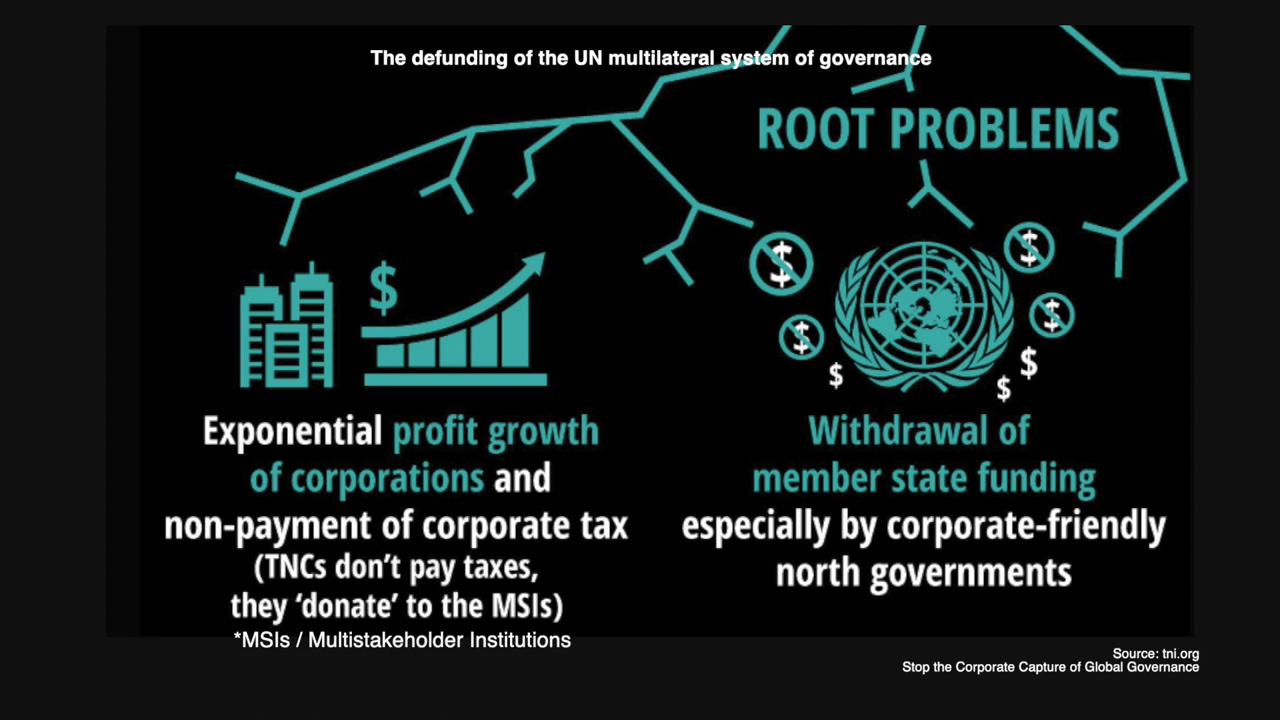 The defunding of the UN multilateral system of governance
ROOT PROBLEMS
$
$
$
$
$
$
$
$
Exponential profit growth
of corporations and
non-payment of corporate tax
(TNCs don't pay taxes,
they 'donate' to the MSIs)
*MSIs / Multistakeholder Institutions
Withdrawal of
member state funding
especially by corporate-friendly
north governments
Source: tni.org
Stop the Corporate Capture of Global Governance